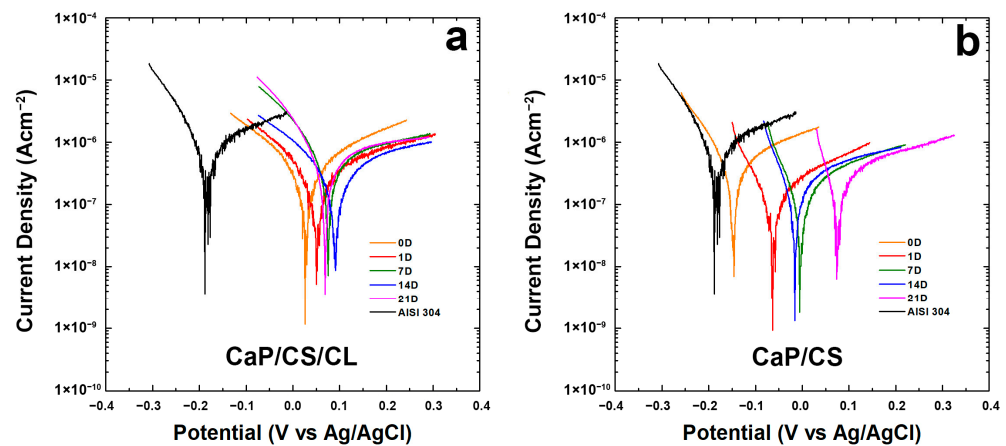 a
Current Density (Acm⁻²)
1×10⁻⁴
1×10⁻⁵
1×10⁻⁶
1×10⁻⁷
1×10⁻⁸
1×10⁻⁹
1×10⁻¹⁰
0D
1D
7D
14D
21D
AISI 304
CaP/CS/CL
−0.4 −0.3 −0.2 −0.1 0.0 0.1 0.2 0.3 0.4
Potential (V vs Ag/AgCl)
b
Current Density (Acm⁻²)
1×10⁻⁴
1×10⁻⁵
1×10⁻⁶
1×10⁻⁷
1×10⁻⁸
1×10⁻⁹
1×10⁻¹⁰
0D
1D
7D
14D
21D
AISI 304
CaP/CS
−0.4 −0.3 −0.2 −0.1 0.0 0.1 0.2 0.3 0.4
Potential (V vs Ag/AgCl)